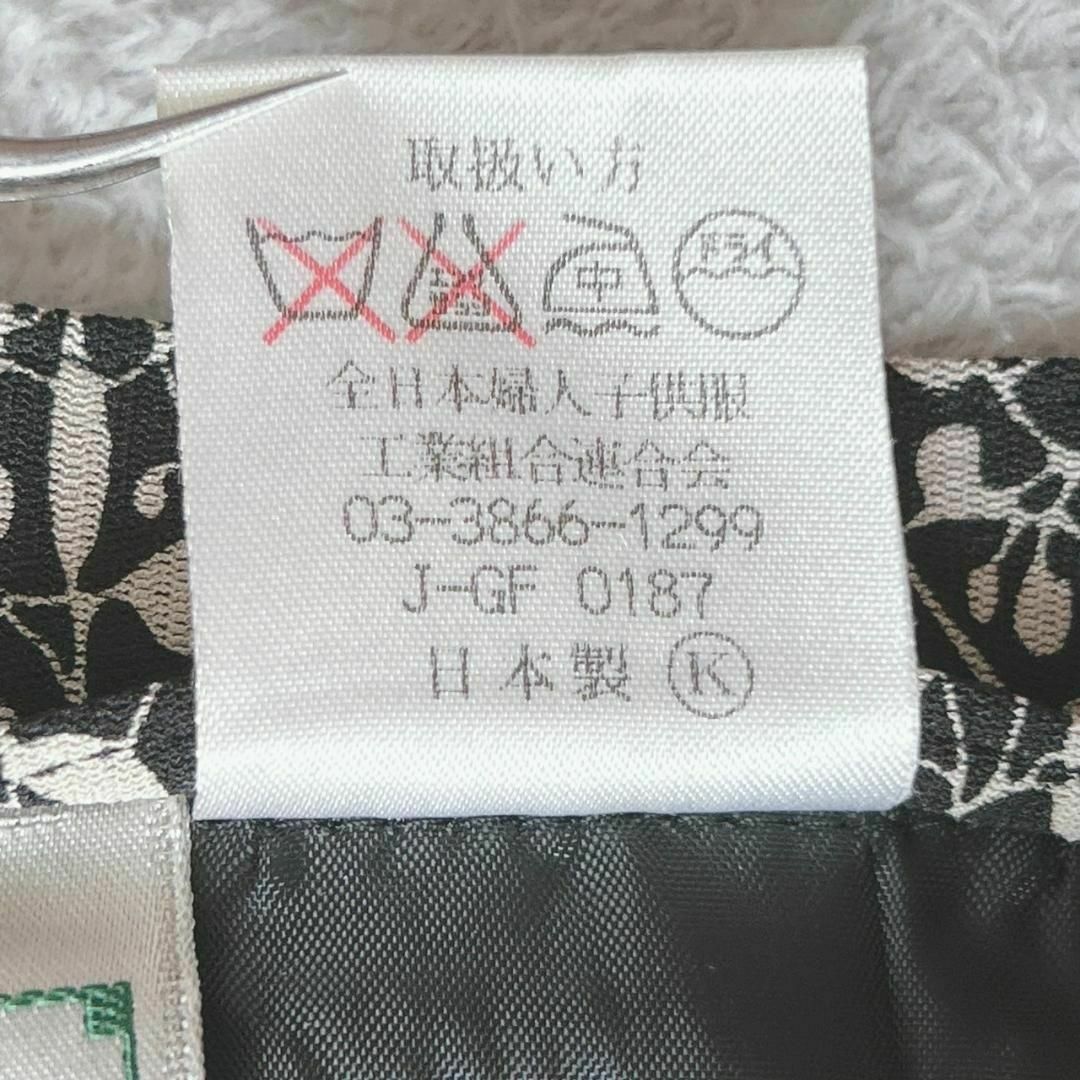 取扱い方
中 ドライ
全日本婦人子供服
工業組合連合会
03-3866-1299
J-GF 0187
日本製 Ⓚ